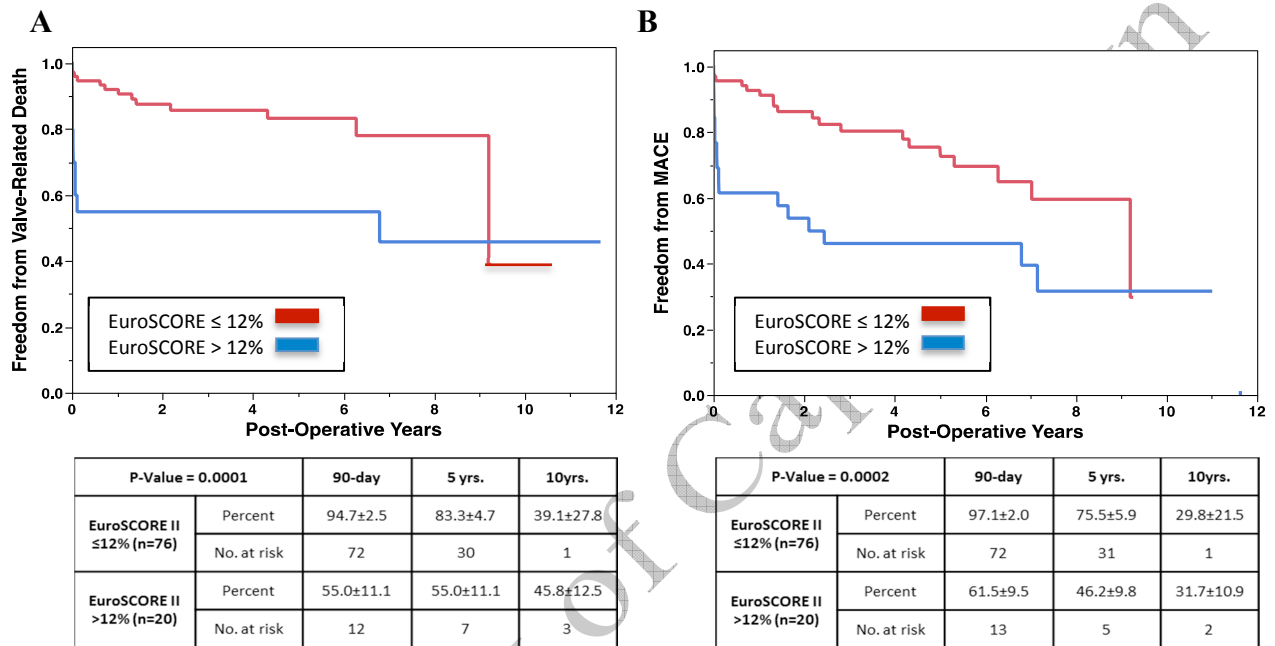 A
B
Freedom from Valve-Related Death
1.0
0.8
0.6
0.4
0.2
0.0
EuroSCORE ≤ 12%
EuroSCORE > 12%
0 2 4 6 8 10 12
Post-Operative Years
Freedom from MACE
1.0
0.8
0.6
0.4
0.2
0.0
EuroSCORE ≤ 12%
EuroSCORE > 12%
0 2 4 6 8 10 12
Post-Operative Years
P-Value = 0.0001 90-day 5 yrs. 10yrs.
EuroSCORE II
≤12% (n=76)
Percent 94.7±2.5 83.3±4.7 39.1±27.8
No. at risk 72 30 1
EuroSCORE II
>12% (n=20)
Percent 55.0±11.1 55.0±11.1 45.8±12.5
No. at risk 12 7 3
P-Value = 0.0002 90-day 5 yrs. 10yrs.
EuroSCORE II
≤12% (n=76)
Percent 97.1±2.0 75.5±5.9 29.8±21.5
No. at risk 72 31 1
EuroSCORE II
>12% (n=20)
Percent 61.5±9.5 46.2±9.8 31.7±10.9
No. at risk 13 5 2
of